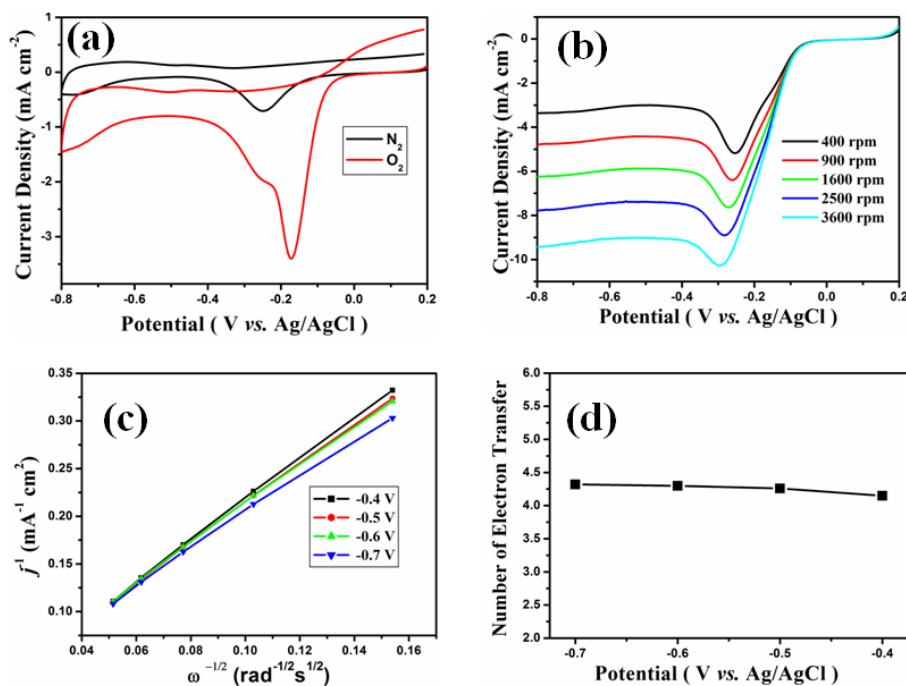 (a)
1
0
-1
-2
-3
Current Density (mA cm⁻²)
N₂
O₂
-0.8 -0.6 -0.4 -0.2 0.0 0.2
Potential ( V vs. Ag/AgCl )
(b)
0
-2
-4
-6
-8
-10
Current Density (mA cm⁻²)
400 rpm
900 rpm
1600 rpm
2500 rpm
3600 rpm
-0.8 -0.6 -0.4 -0.2 0.0 0.2
Potential ( V vs. Ag/AgCl )
(c)
0.35
0.30
0.25
0.20
0.15
0.10
j⁻¹ (mA⁻¹ cm²)
-0.4 V
-0.5 V
-0.6 V
-0.7 V
0.04 0.06 0.08 0.10 0.12 0.14 0.16
ω⁻¹/² (rad⁻¹/² s¹/²)
(d)
6.0
5.5
5.0
4.5
4.0
3.5
3.0
2.5
2.0
Number of Electron Transfer
-0.7 -0.6 -0.5 -0.4
Potential ( V vs. Ag/AgCl )